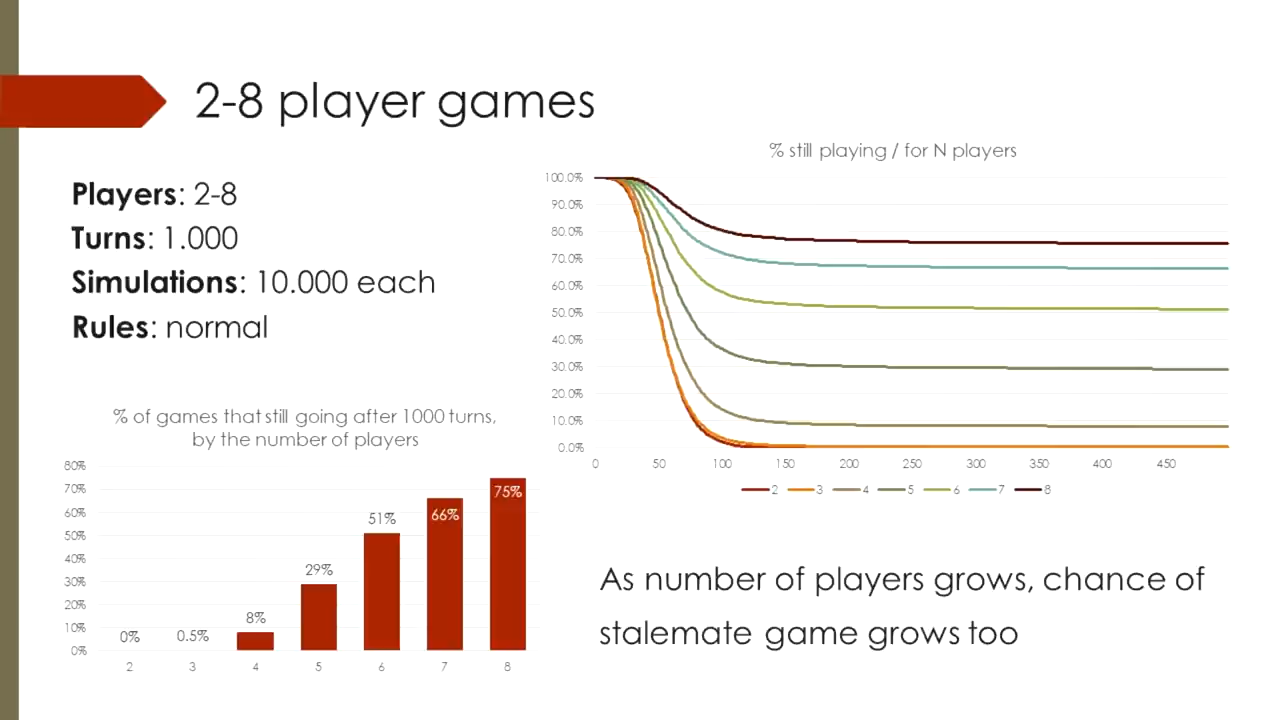 2-8 player games
Players: 2-8
Turns: 1.000
Simulations: 10.000 each
Rules: normal
% of games that still going after 1000 turns,
by the number of players
80%
70%
60%
50%
40%
30%
20%
10%
0%
0%
0.5%
8%
29%
51%
66%
75%
2 3 4 5 6 7 8
% still playing / for N players
100.0%
90.0%
80.0%
70.0%
60.0%
50.0%
40.0%
30.0%
20.0%
10.0%
0.0%
0 50 100 150 200 250 300 350 400 450
2 3 4 5 6 7 8
As number of players grows, chance of
stalemate game grows too